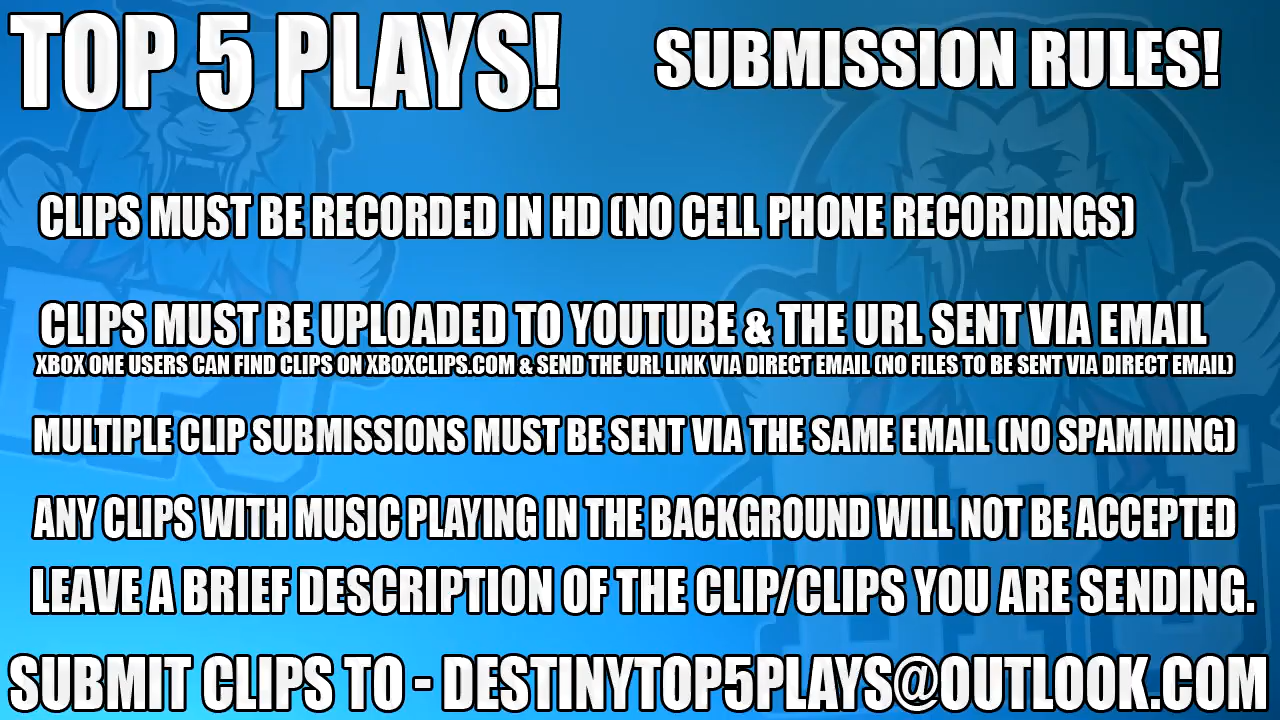 TOP 5 PLAYS!
SUBMISSION RULES!
CLIPS MUST BE RECORDED IN HD (NO CELL PHONE RECORDINGS)
CLIPS MUST BE UPLOADED TO YOUTUBE & THE URL SENT VIA EMAIL
XBOX ONE USERS CAN FIND CLIPS ON XBOXCLIPS.COM & SEND THE URL LINK VIA DIRECT EMAIL (NO FILES TO BE SENT VIA DIRECT EMAIL)
MULTIPLE CLIP SUBMISSIONS MUST BE SENT VIA THE SAME EMAIL (NO SPAMMING)
ANY CLIPS WITH MUSIC PLAYING IN THE BACKGROUND WILL NOT BE ACCEPTED
LEAVE A BRIEF DESCRIPTION OF THE CLIP/CLIPS YOU ARE SENDING.
SUBMIT CLIPS TO - DESTINYTOP5PLAYS@OUTLOOK.COM